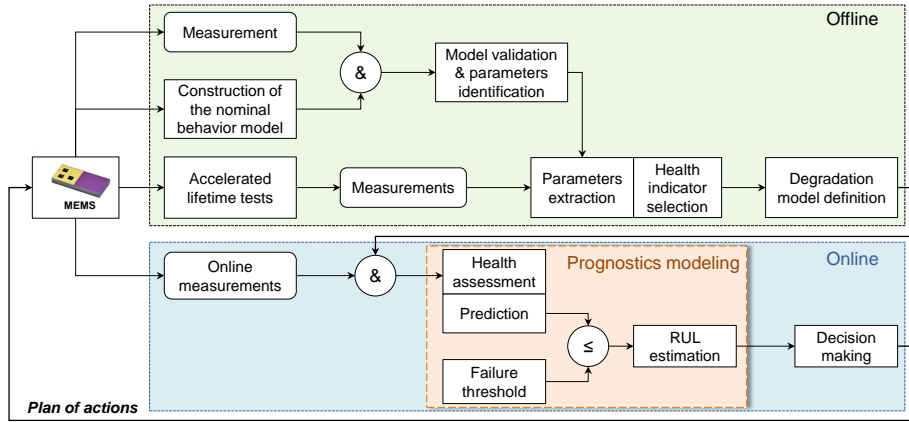 Offline
Measurement
&
Model validation
& parameters
identification
Construction of
the nominal
behavior model
MEMS
Accelerated
lifetime tests
Measurements
Parameters
extraction
Health
indicator
selection
Degradation
model definition
Online
Online
measurements
&
Prognostics modeling
Health
assessment
Prediction
≤
RUL
estimation
Decision
making
Failure
threshold
Plan of actions